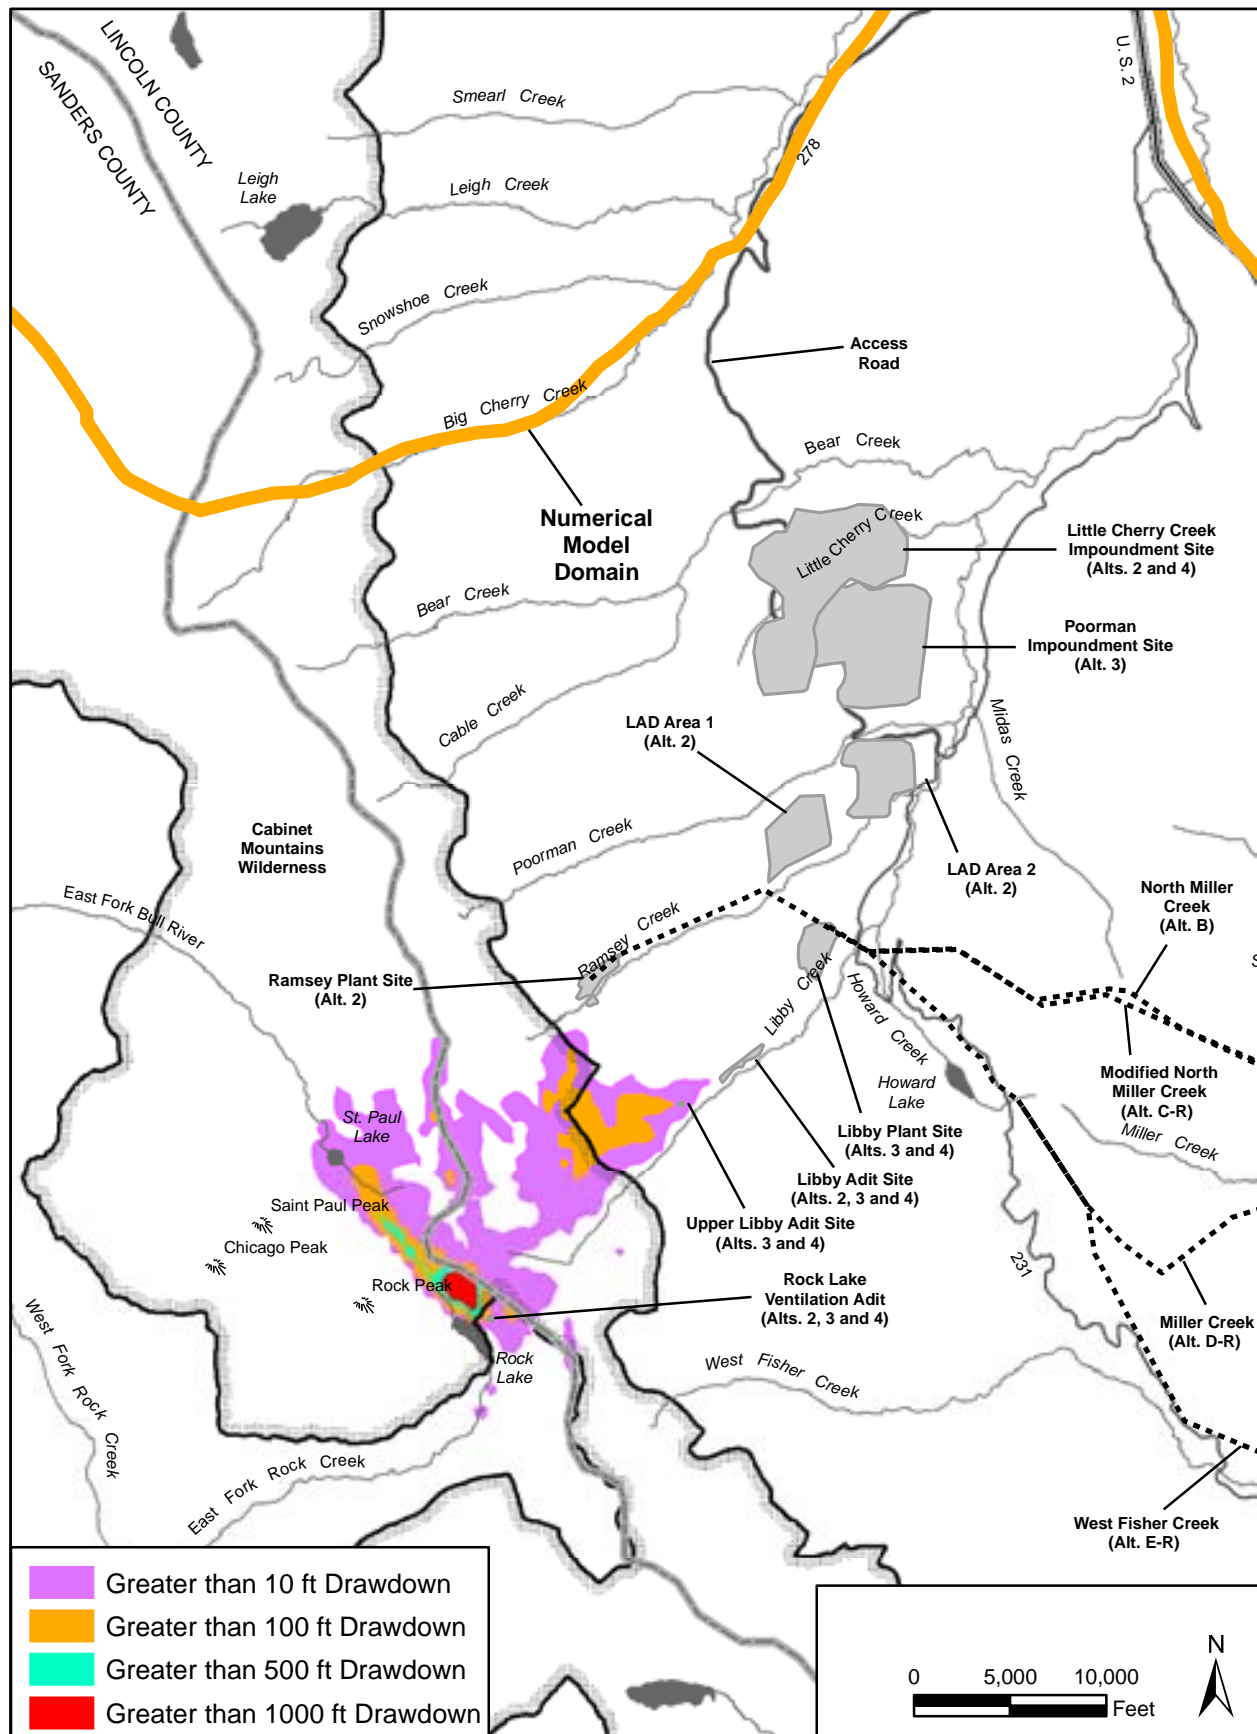 LINCOLN COUNTY
SANDERS COUNTY
U. S. 2
Smearl Creek
278
Leigh
Lake
Leigh Creek
Snowshoe Creek
Access
Road
Big Cherry Creek
Bear Creek
Numerical
Model
Domain
Little Cherry Creek
Little Cherry Creek
Impoundment Site
(Alts. 2 and 4)
Bear Creek
Poorman
Impoundment Site
(Alt. 3)
Cable Creek
LAD Area 1
(Alt. 2)
Midas Creek
Cabinet
Mountains
Wilderness
Poorman Creek
LAD Area 2
(Alt. 2)
East Fork Bull River
North Miller
Creek
(Alt. B)
Ramsey Creek
Ramsey Plant Site
(Alt. 2)
Libby Creek
Howard Creek
S
Howard
Lake
Modified North
Miller Creek
(Alt. C-R)
St. Paul
Lake
Libby Plant Site
(Alts. 3 and 4)
Miller Creek
Libby Adit Site
(Alts. 2, 3 and 4)
Saint Paul Peak
Upper Libby Adit Site
(Alts. 3 and 4)
Chicago Peak
231
Rock Peak
Rock Lake
Ventilation Adit
(Alts. 2, 3 and 4)
Miller Creek
(Alt. D-R)
West Fork Rock Creek
Rock
Lake
West Fisher Creek
East Fork Rock Creek
West Fisher Creek
(Alt. E-R)
Greater than 10 ft Drawdown
Greater than 100 ft Drawdown
Greater than 500 ft Drawdown
Greater than 1000 ft Drawdown
N
0 5,000 10,000
Feet